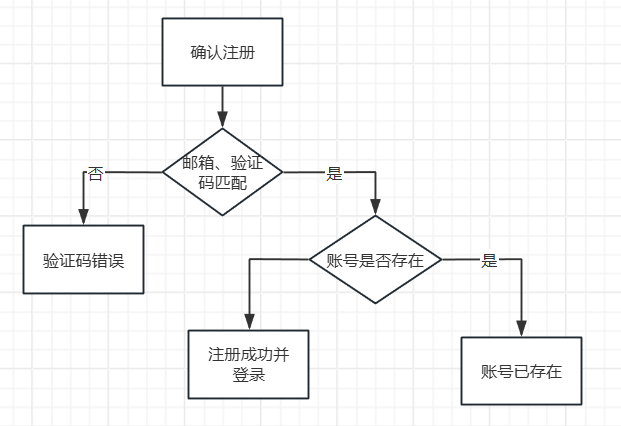 确认注册
邮箱、验证
码匹配
否
是
验证码错误
账号是否存在
是
注册成功并
登录
账号已存在